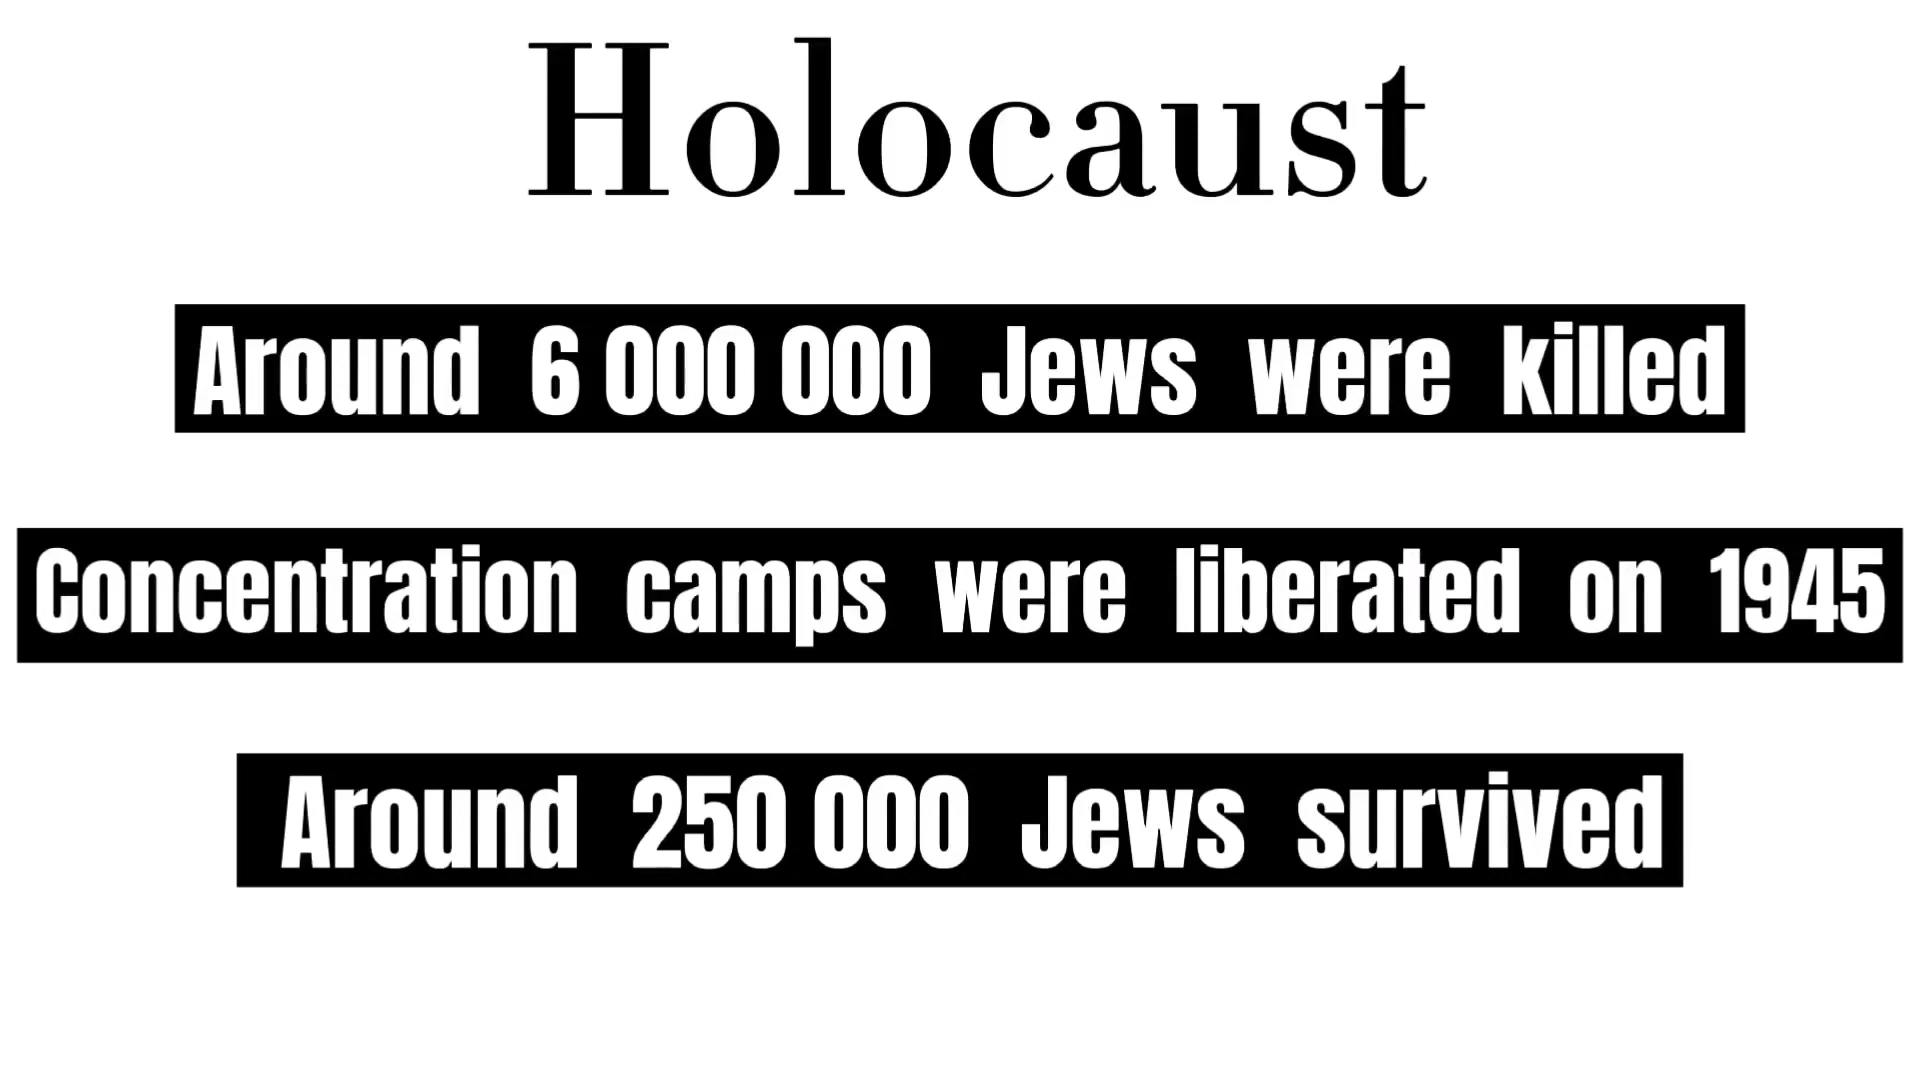 Holocaust
Around 6 000 000 Jews were killed
Concentration camps were liberated on 1945
Around 250 000 Jews survived